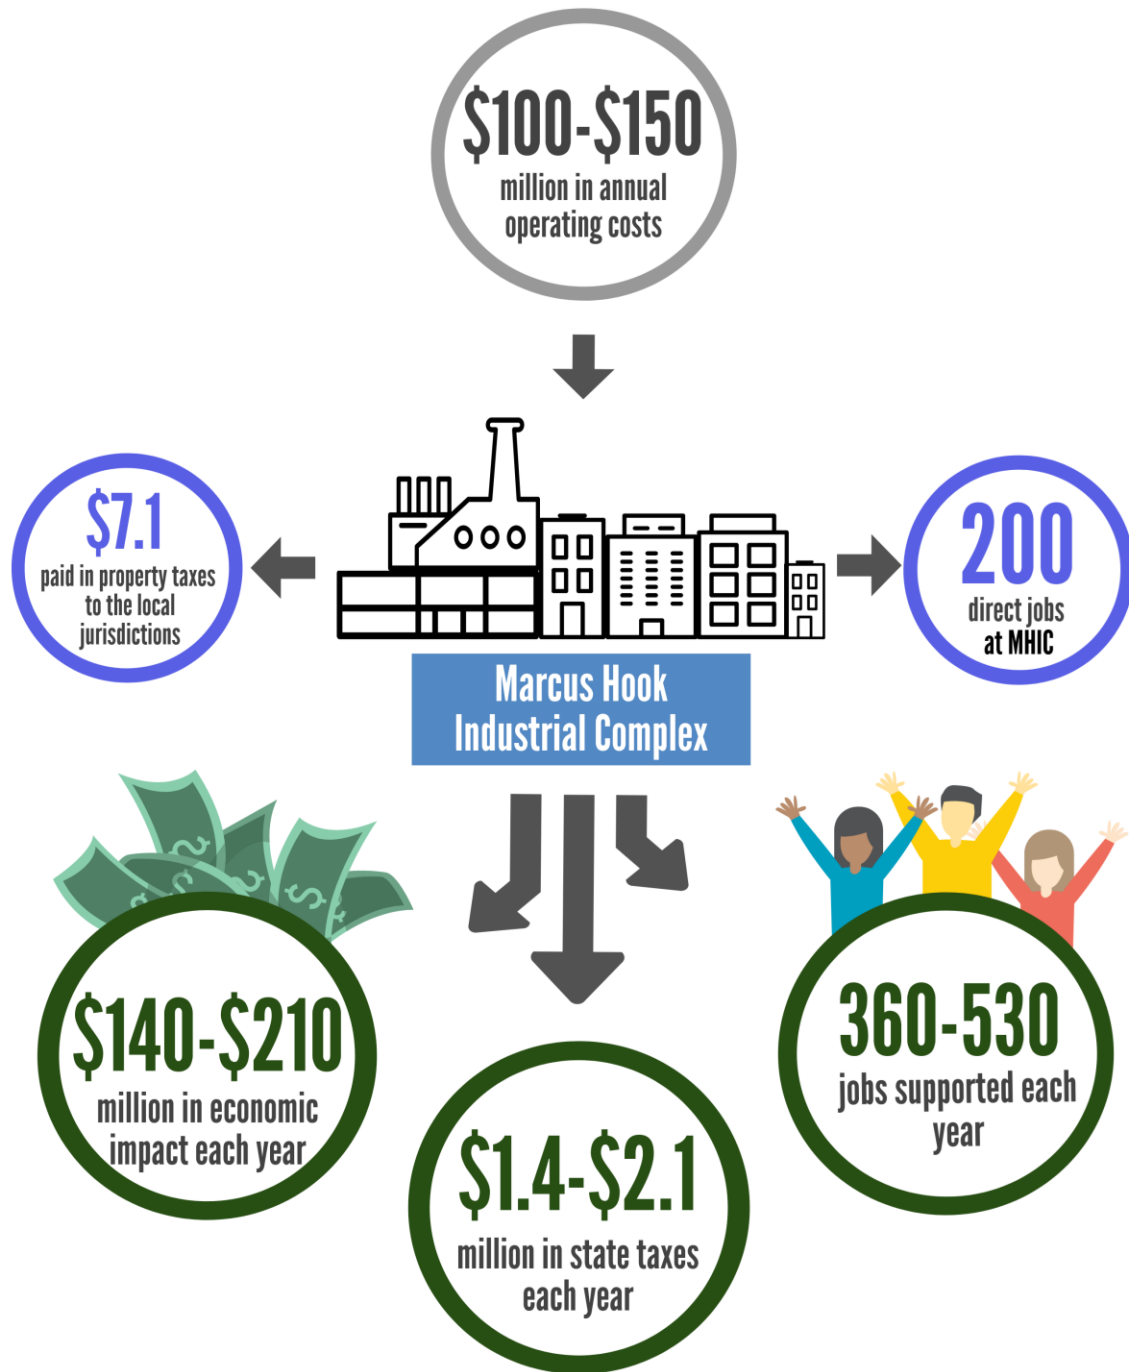 $100-$150
million in annual
operating costs
$7.1
paid in property taxes
to the local
jurisdictions
200
direct jobs
at MHIC
Marcus Hook
Industrial Complex
$140-$210
million in economic
impact each year
$1.4-$2.1
million in state taxes
each year
360-530
jobs supported each
year